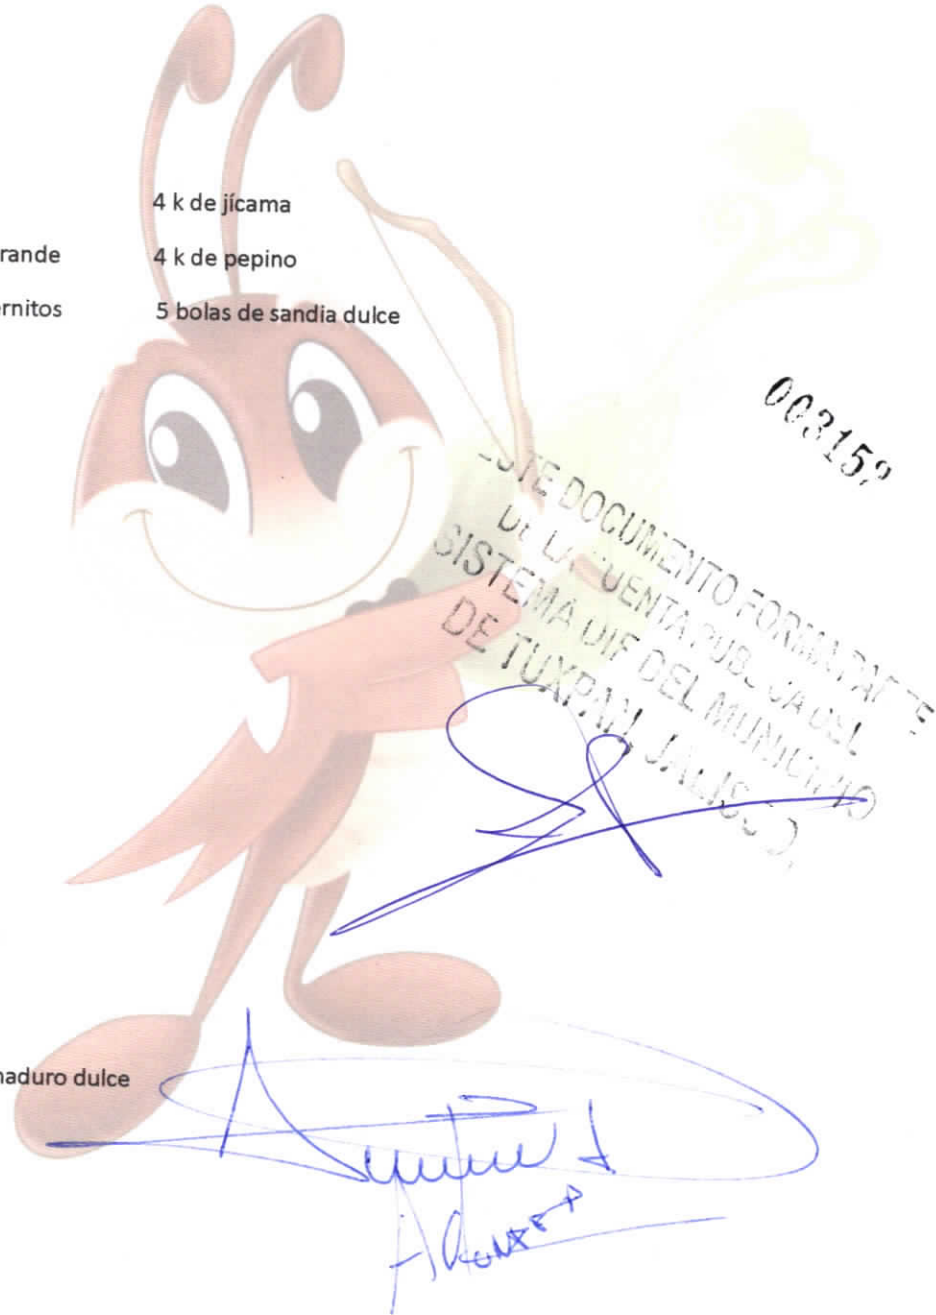 4 k de jícama
rande 4 k de pepino
ernitos 5 bolas de sandia dulce
003152
ESTE DOCUMENTO FORMA PARTE
DE LA CUENTA PUBLICA DEL
SISTEMA DIF DEL MUNICIPIO
DE TUXPAN, JALISCO.
maduro dulce